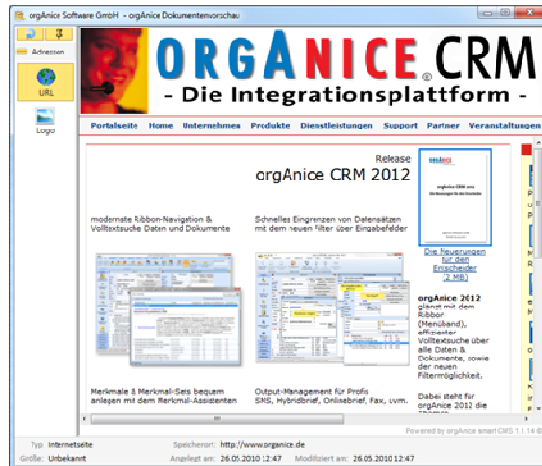 orgAnice Software GmbH - orgAnice Dokumentenvorschau
Adressen
URL
Logo
ORGANICE CRM
- Die Integrationsplattform -
Portalseite Home Unternehmen Produkte Dienstleistungen Support Partner Veranstaltungen
Release
orgAnice CRM 2012
modernste Ribbon-Navigation &
Volltextsuche Daten und Dokumente
Schnelles Eingrenzen von Datensätzen
mit dem neuen Filter über Eingabefelder
Die Neuerungen
für den
Entscheider
(2 MB)
orgAnice 2012
glänzt mit dem
Ribbon
(Menüband),
effizienter
Volltextsuche über
alle Daten &
Dokumente, sowie
der neuen
Filtermöglichkeit.
Dabei steht für
orgAnice 2012 die
Merkmale & Merkmal-Sets bequem
anlegen mit dem Merkmal-Assistenten
Output-Management für Profis
SMS, Hybridbrief, Onlinebrief, Fax, uvm.
Powered by orgAnice smart CMS 1.1.14 ©
Typ: Internetseite Speicherort: http://www.organice.de
Größe: Unbekannt Angelegt am: 26.05.2010 12:47 Modifiziert am: 26.05.2010 12:47